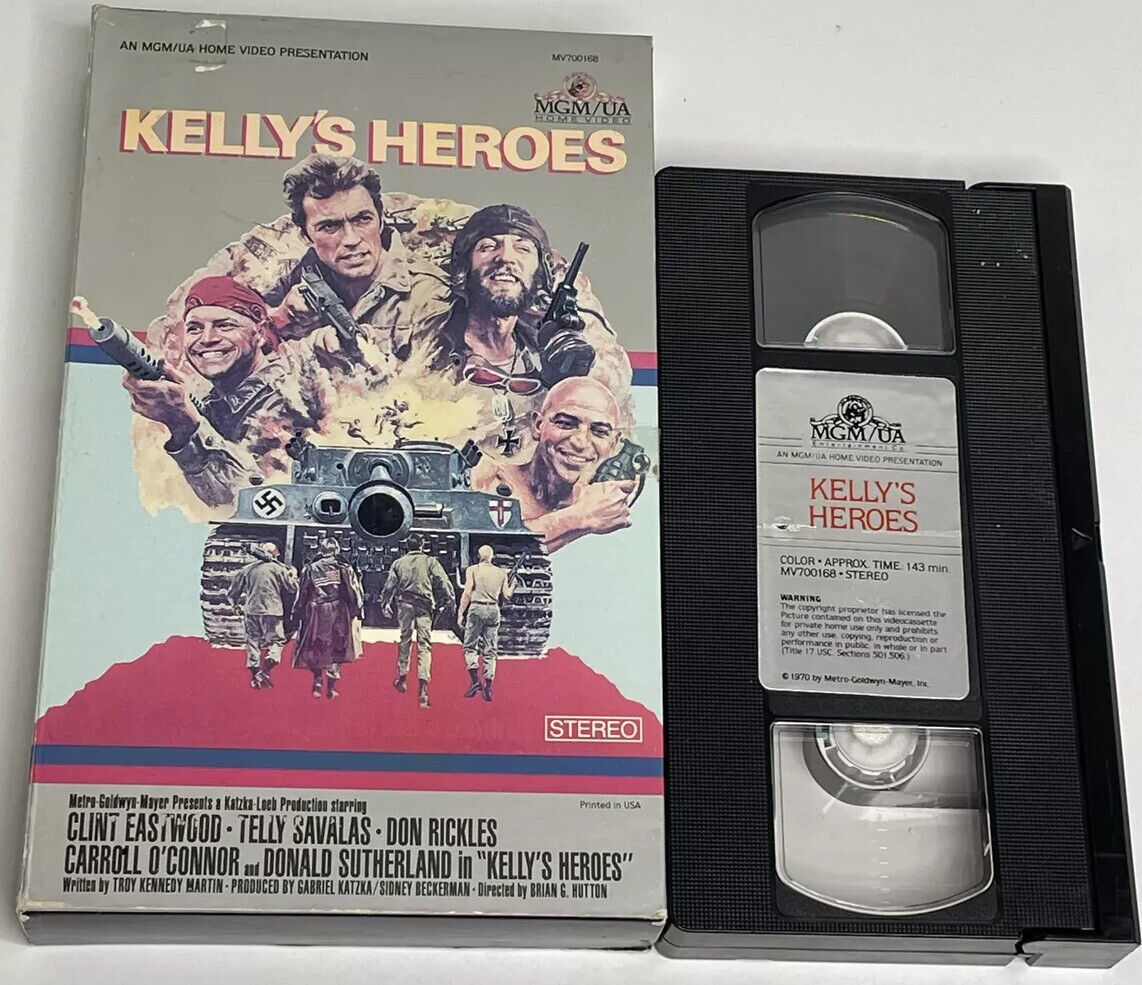 AN MGM/UA HOME VIDEO PRESENTATION
MV700168
MGM/UA
HOME VIDEO
KELLY'S HEROES
STEREO
Printed in USA
Metro-Goldwyn-Mayer Presents a Katzka-Loeb Production starring
CLINT EASTWOOD · TELLY SAVALAS · DON RICKLES
CARROLL O'CONNOR and DONALD SUTHERLAND in "KELLY'S HEROES"
Written by TROY KENNEDY MARTIN · PRODUCED BY GABRIEL KATZKA/SIDNEY BECKERMAN · Directed by BRIAN G. HUTTON
MGM/UA
Entertainment Co.
AN MGM/UA HOME VIDEO PRESENTATION
KELLY'S
HEROES
COLOR • APPROX. TIME: 143 min.
MV700168 • STEREO
WARNING
The copyright proprietor has licensed the
Picture contained on this videocassette
for private home use only and prohibits
any other use, copying, reproduction or
performance in public, in whole or in part
(Title 17 USC. Sections 501, 506.)
© 1970 by Metro-Goldwyn-Mayer, Inc.